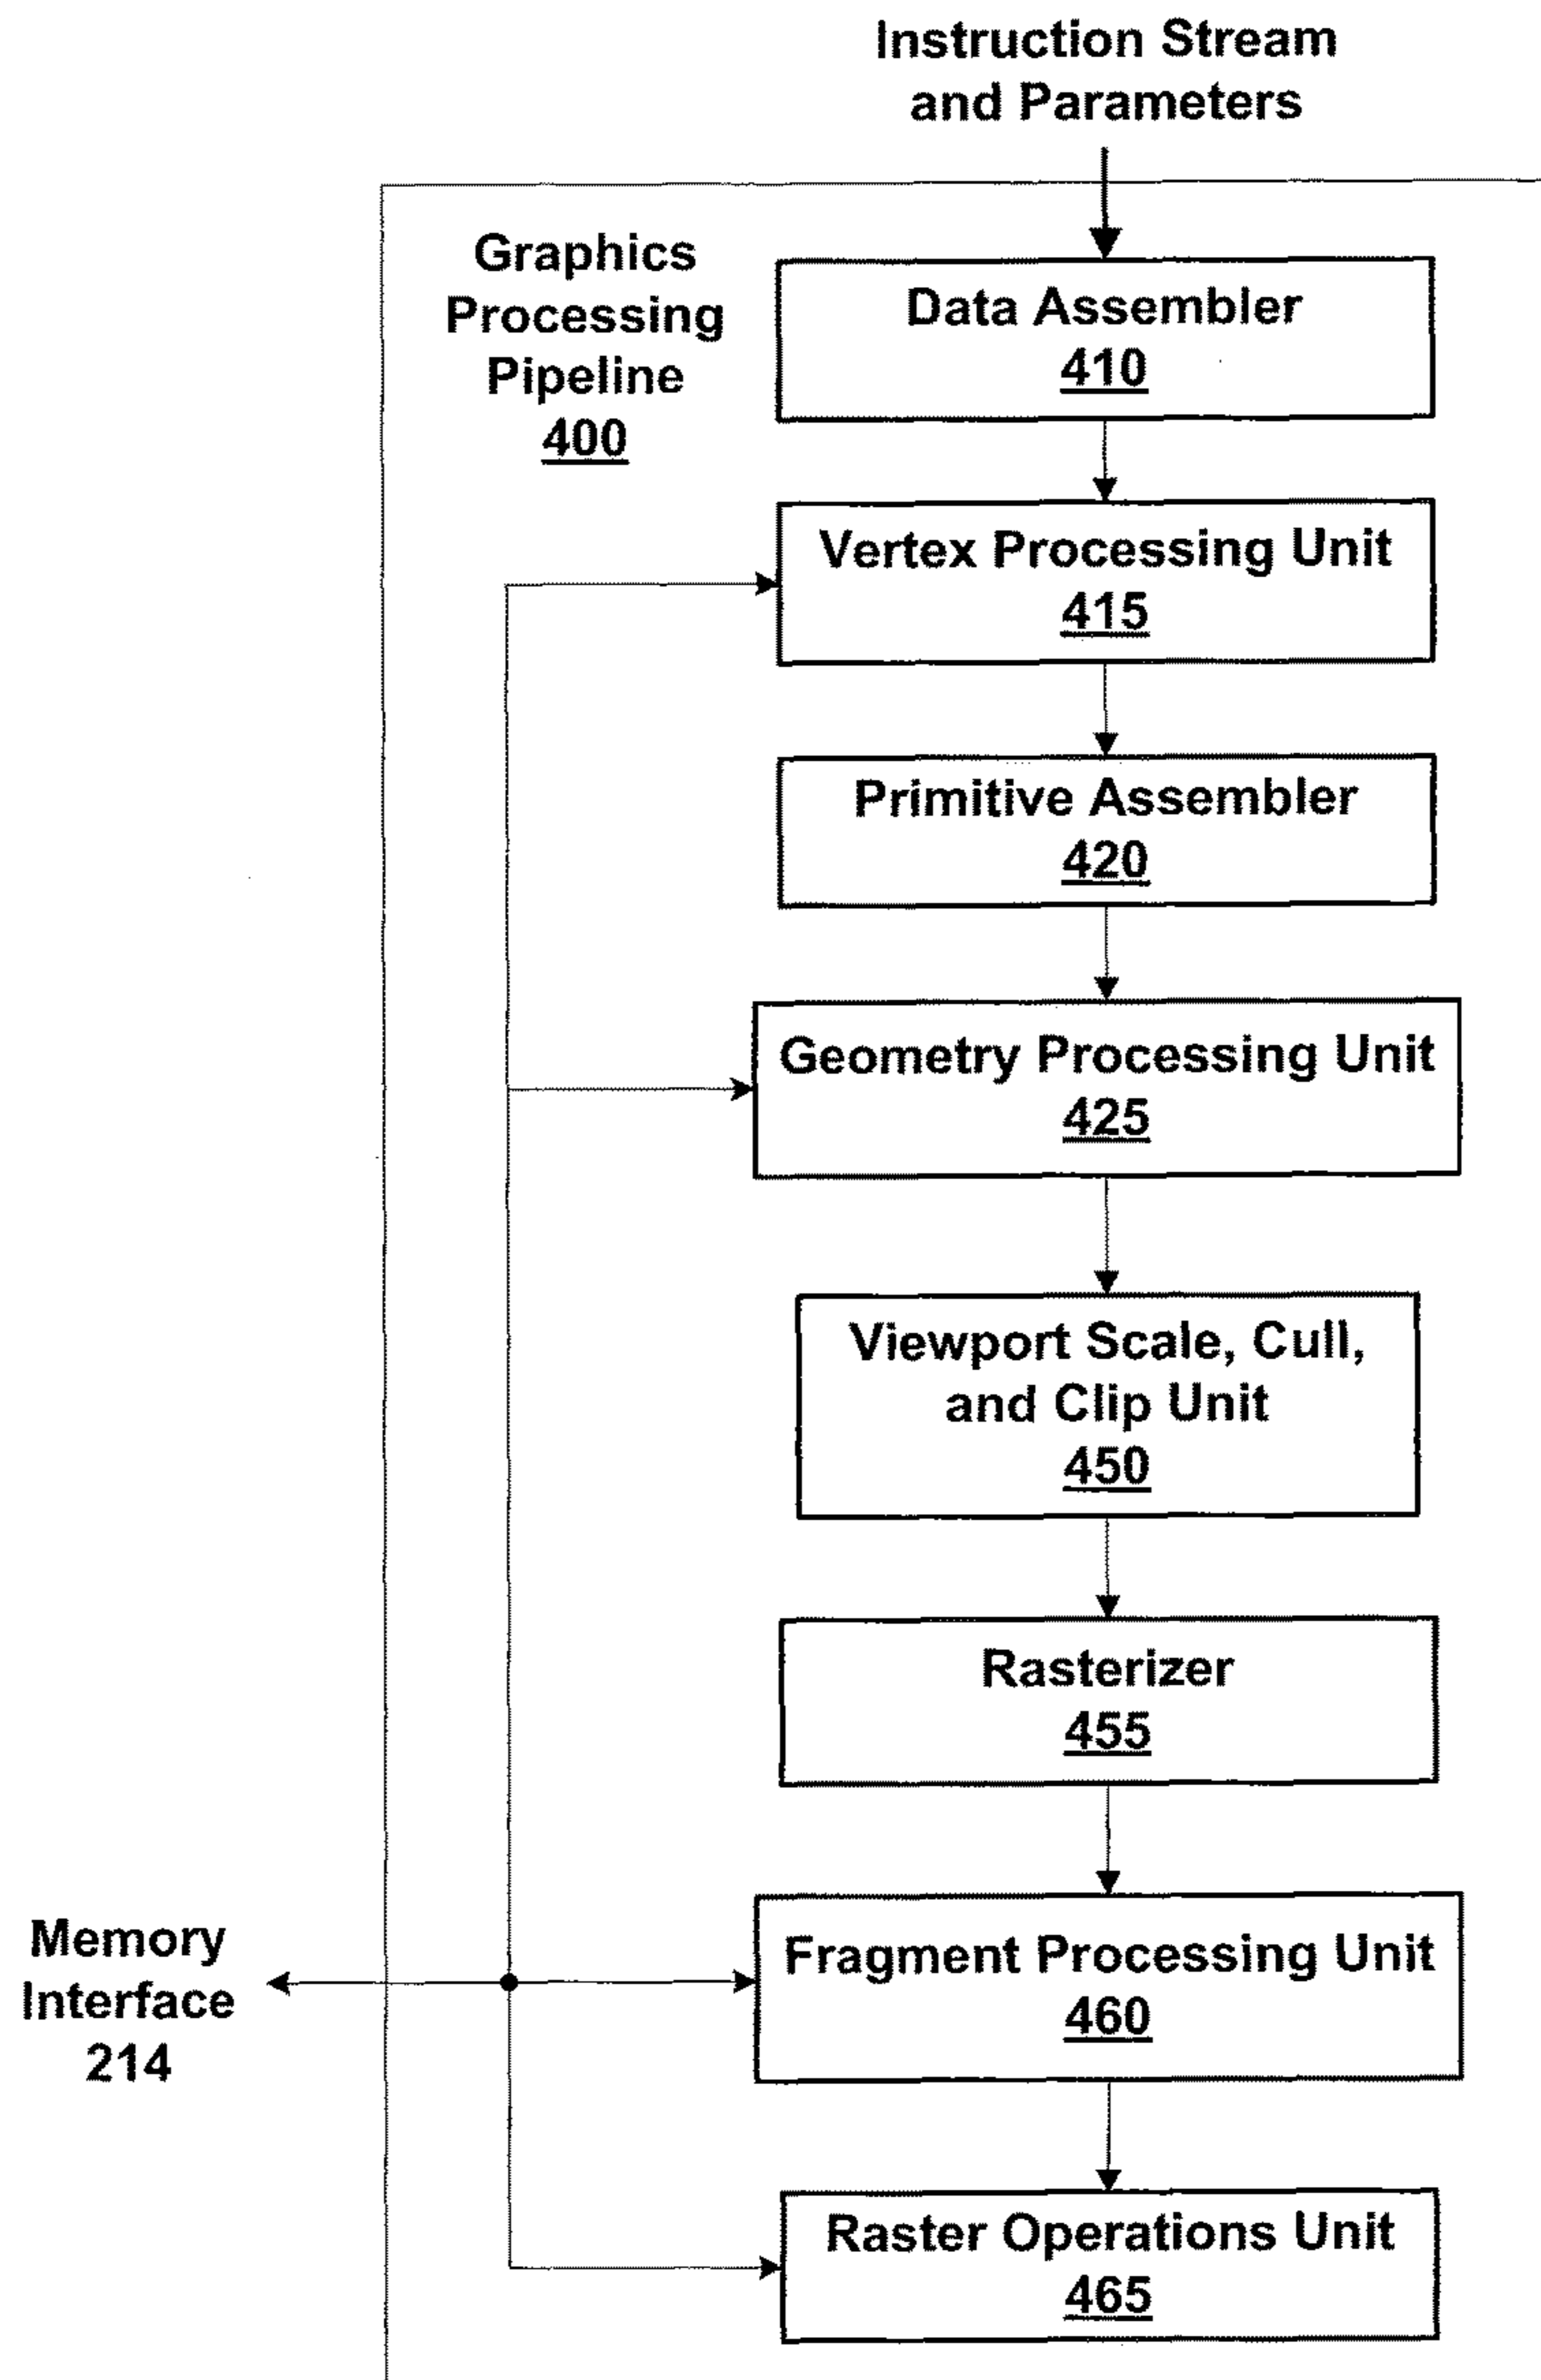 Instruction Stream
and Parameters
Graphics
Processing
Pipeline
400
Data Assembler
410
Vertex Processing Unit
415
Primitive Assembler
420
Geometry Processing Unit
425
Viewport Scale, Cull,
and Clip Unit
450
Rasterizer
455
Memory
Interface
214
Fragment Processing Unit
460
Raster Operations Unit
465